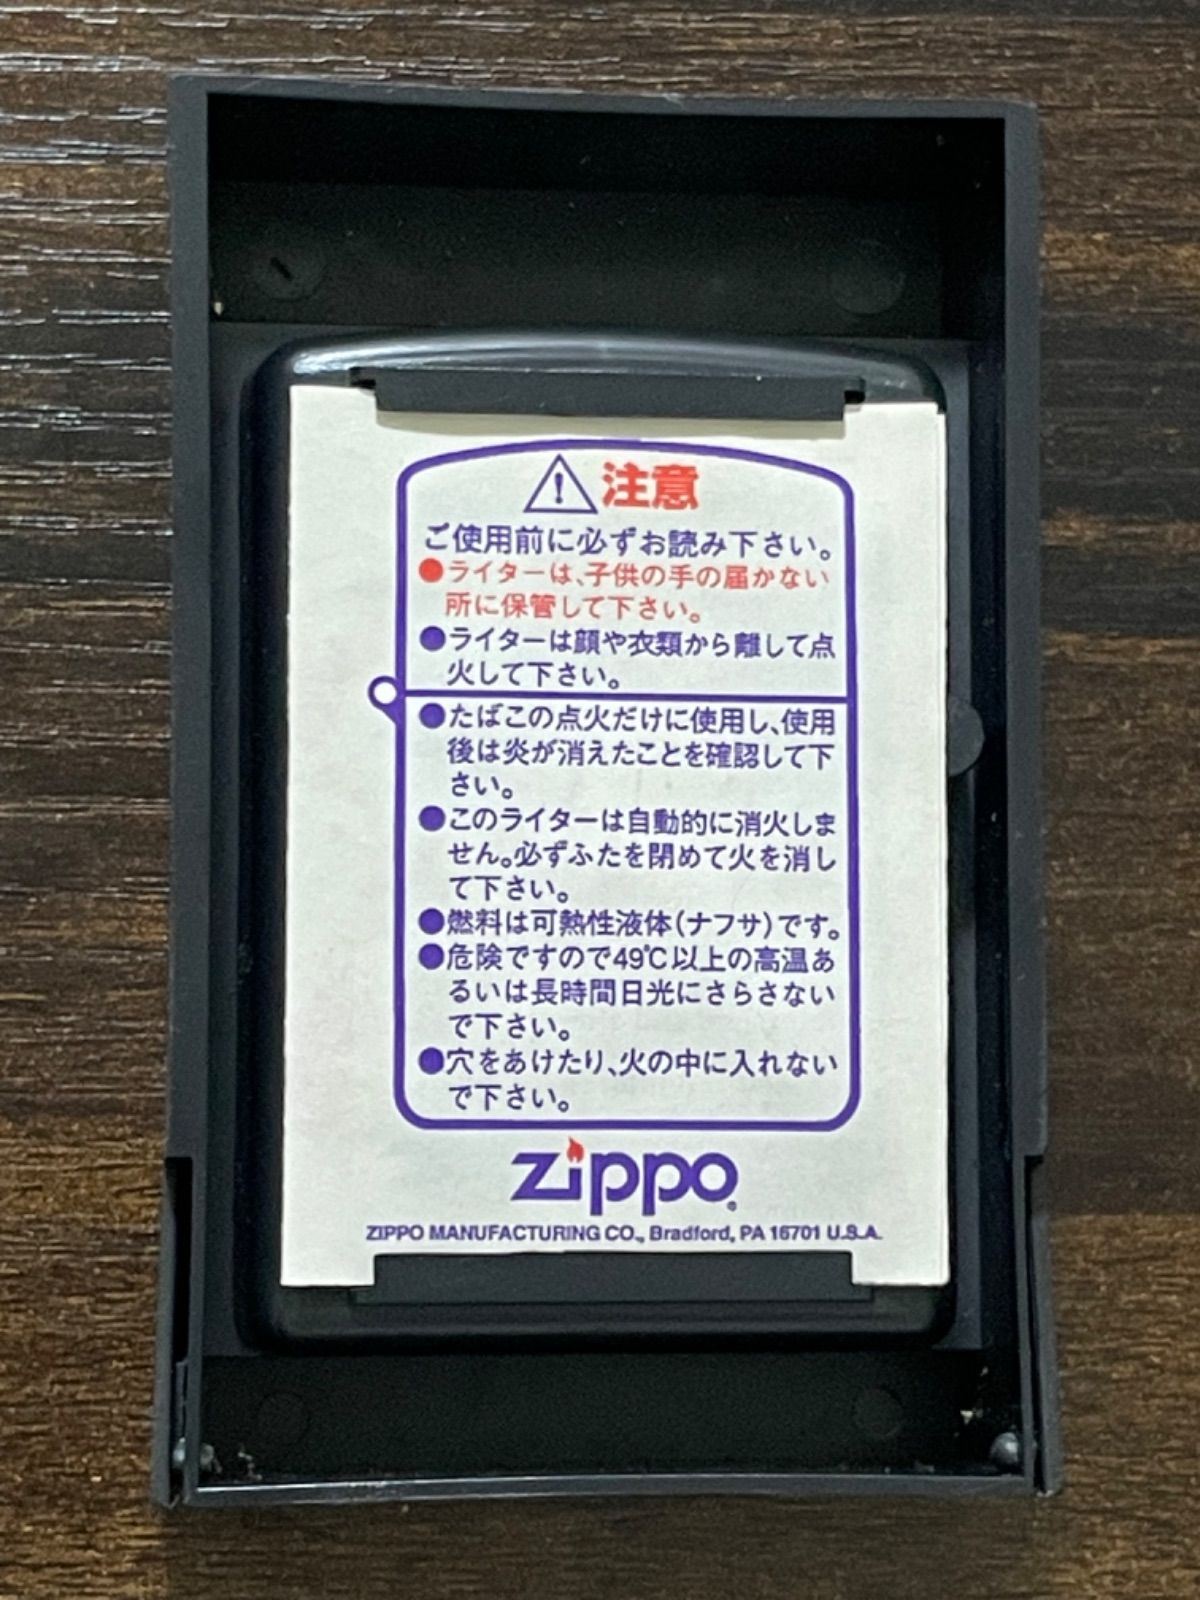 注意
ご使用前に必ずお読み下さい。
●ライターは、子供の手の届かない
所に保管して下さい。
●ライターは顔や衣類から離して点
火して下さい。
●たばこの点火だけに使用し、使用
後は炎が消えたことを確認して下
さい。
●このライターは自動的に消火しま
せん。必ずふたを閉めて火を消し
て下さい。
●燃料は可熱性液体(ナフサ)です。
●危険ですので49℃以上の高温あ
るいは長時間日光にさらさない
で下さい。
●穴をあけたり、火の中に入れない
で下さい。
Zippo®
ZIPPO MANUFACTURING CO., Bradford, PA 16701 U.S.A.